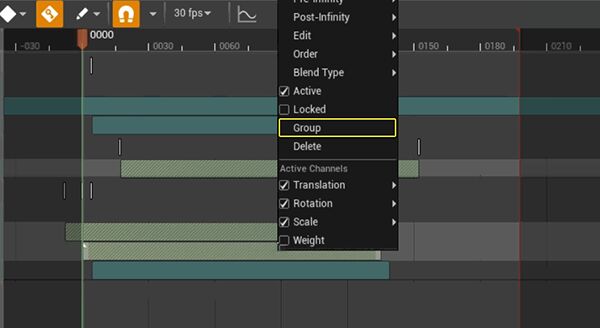 Pre-Infinity
Post-Infinity
30 fps
Edit
-030
0000
0030
0060
Order
0150
0180
0210
Blend Type
Active
Locked
Group
Delete
Active Channels
Translation
Rotation
Scale
Weight